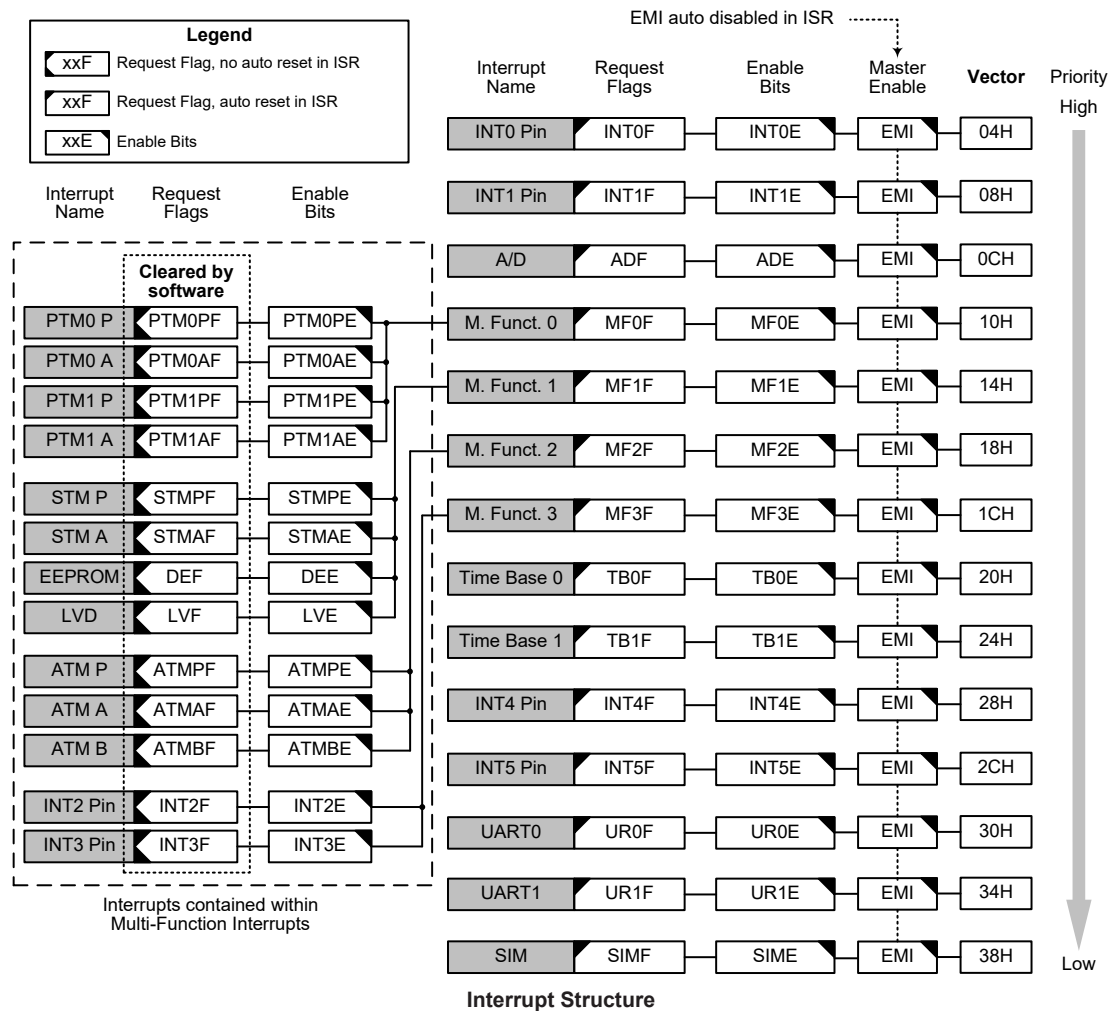 EMI auto disabled in ISR
Legend
xxF Request Flag, no auto reset in ISR
xxF Request Flag, auto reset in ISR
xxE Enable Bits
Interrupt Name Request Flags Enable Bits Master Enable Vector Priority
High
INT0 Pin INT0F INT0E EMI 04H
INT1 Pin INT1F INT1E EMI 08H
A/D ADF ADE EMI 0CH
M. Funct. 0 MF0F MF0E EMI 10H
M. Funct. 1 MF1F MF1E EMI 14H
M. Funct. 2 MF2F MF2E EMI 18H
M. Funct. 3 MF3F MF3E EMI 1CH
Time Base 0 TB0F TB0E EMI 20H
Time Base 1 TB1F TB1E EMI 24H
INT4 Pin INT4F INT4E EMI 28H
INT5 Pin INT5F INT5E EMI 2CH
UART0 UR0F UR0E EMI 30H
UART1 UR1F UR1E EMI 34H
SIM SIMF SIME EMI 38H
Low
Interrupt Name Request Flags Enable Bits
Cleared by
software
PTM0 P PTM0PF PTM0PE
PTM0 A PTM0AF PTM0AE
PTM1 P PTM1PF PTM1PE
PTM1 A PTM1AF PTM1AE
STM P STMPF STMPE
STM A STMAF STMAE
EEPROM DEF DEE
LVD LVF LVE
ATM P ATMPF ATMPE
ATM A ATMAF ATMAE
ATM B ATMBF ATMBE
INT2 Pin INT2F INT2E
INT3 Pin INT3F INT3E
Interrupts contained within
Multi-Function Interrupts
Interrupt Structure